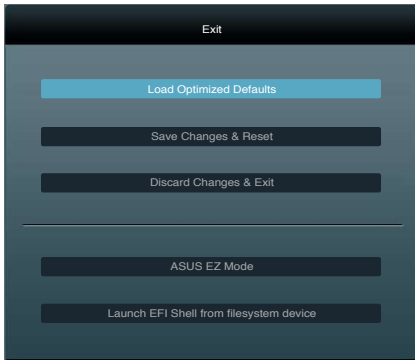 Exit
Load Optimized Defaults
Save Changes & Reset
Discard Changes & Exit
ASUS EZ Mode
Launch EFI Shell from filesystem device